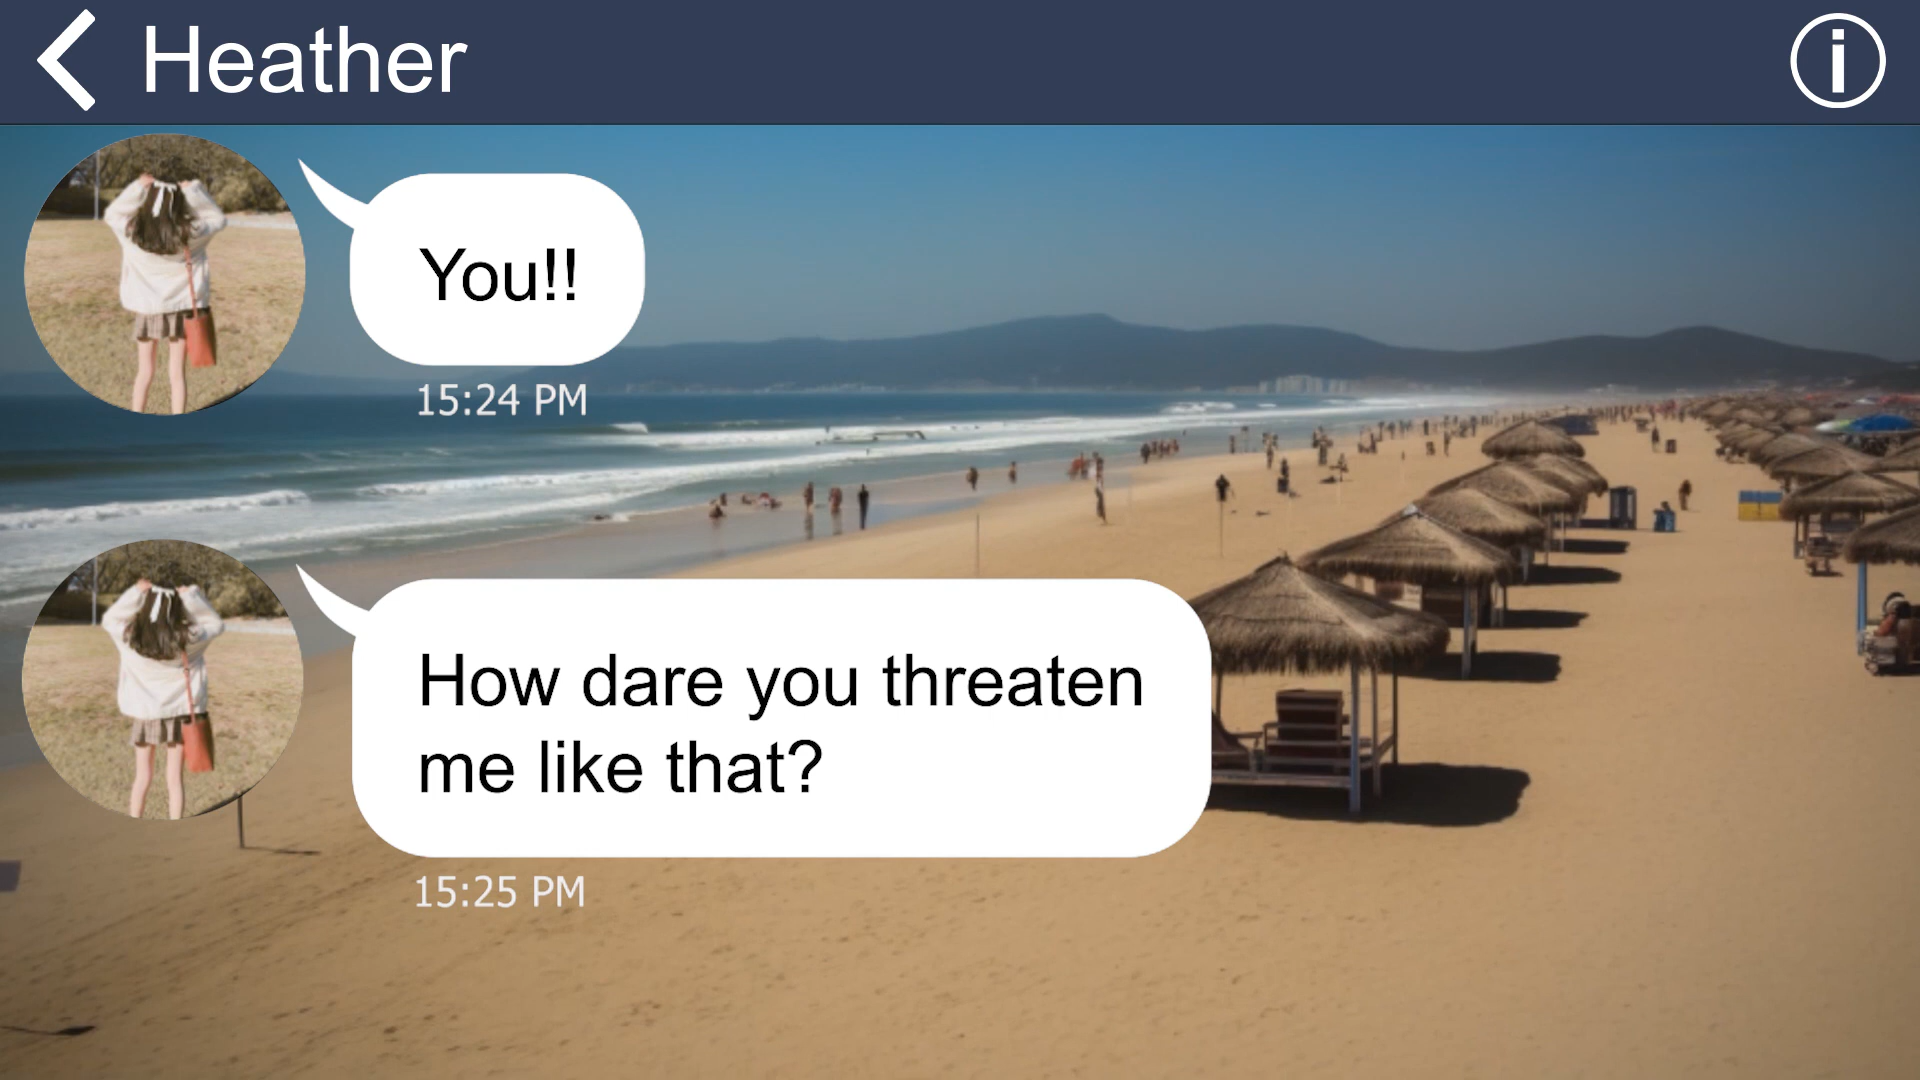 Heather
You!!
15:24 PM
How dare you threaten
me like that?
15:25 PM